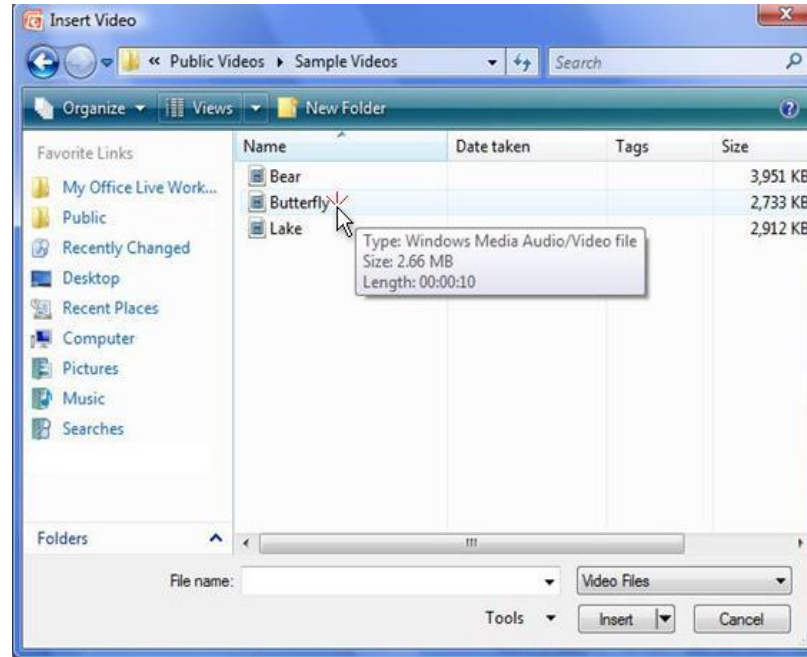 Insert Video
« Public Videos ▸ Sample Videos
Search
Organize
Views
New Folder
Favorite Links
My Office Live Work...
Public
Recently Changed
Desktop
Recent Places
Computer
Pictures
Music
Searches
Folders
Name Date taken Tags Size
Bear 3,951 KB
Butterfly 2,733 KB
Lake 2,912 KB
Type: Windows Media Audio/Video file
Size: 2.66 MB
Length: 00:00:10
File name:
Video Files
Tools
Insert
Cancel